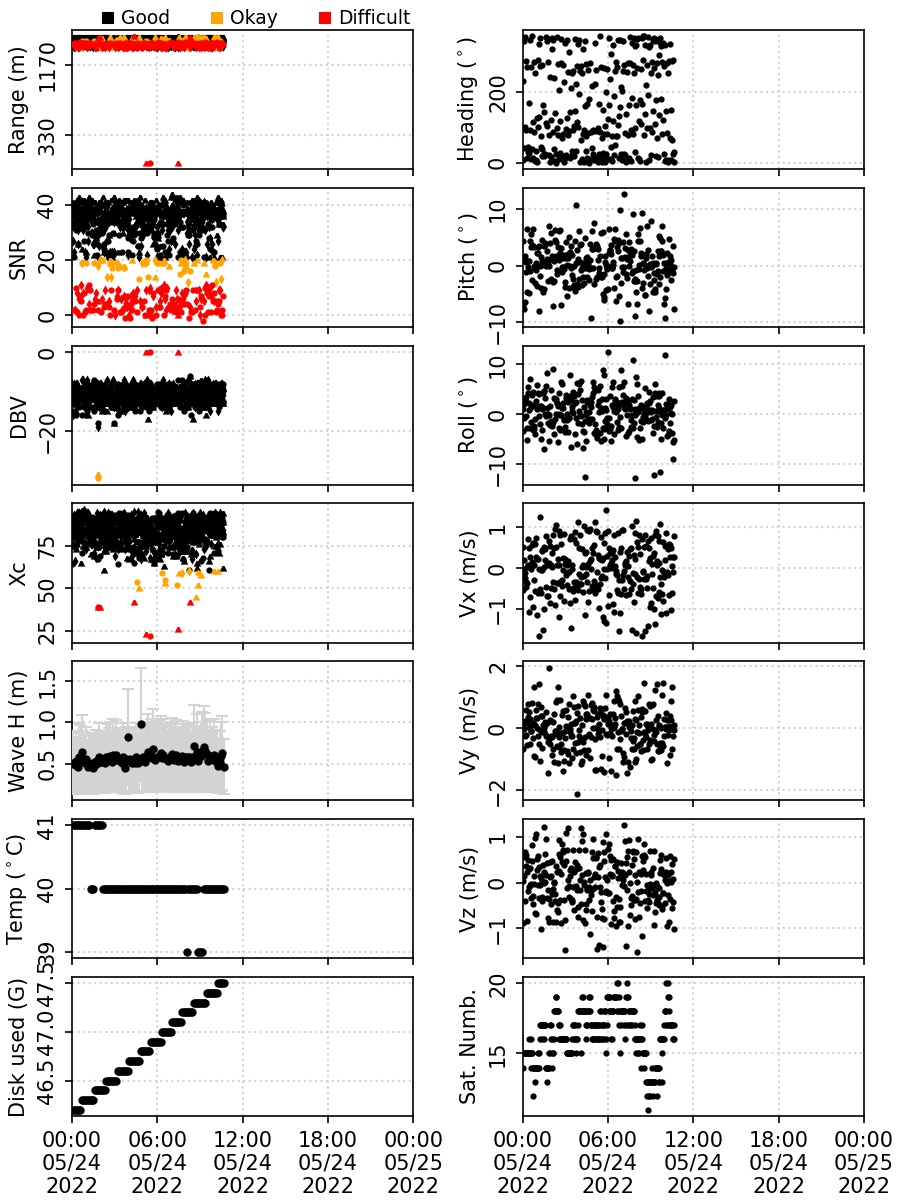 Good Okay Difficult
Range (m)
1170
330
Heading (°)
200
0
SNR
40
20
0
Pitch (°)
10
0
−10
DBV
0
−20
Roll (°)
10
0
−10
Xc
75
50
25
Vx (m/s)
1
0
−1
Wave H (m)
1.5
1.0
0.5
Vy (m/s)
2
0
−2
Temp (°C)
41
40
39
Vz (m/s)
1
0
−1
Disk used (G)
47.5
47.0
46.5
Sat. Numb.
20
15
00:00 06:00 12:00 18:00 00:00
05/24 05/24 05/24 05/24 05/25
2022 2022 2022 2022 2022
00:00 06:00 12:00 18:00 00:00
05/24 05/24 05/24 05/24 05/25
2022 2022 2022 2022 2022